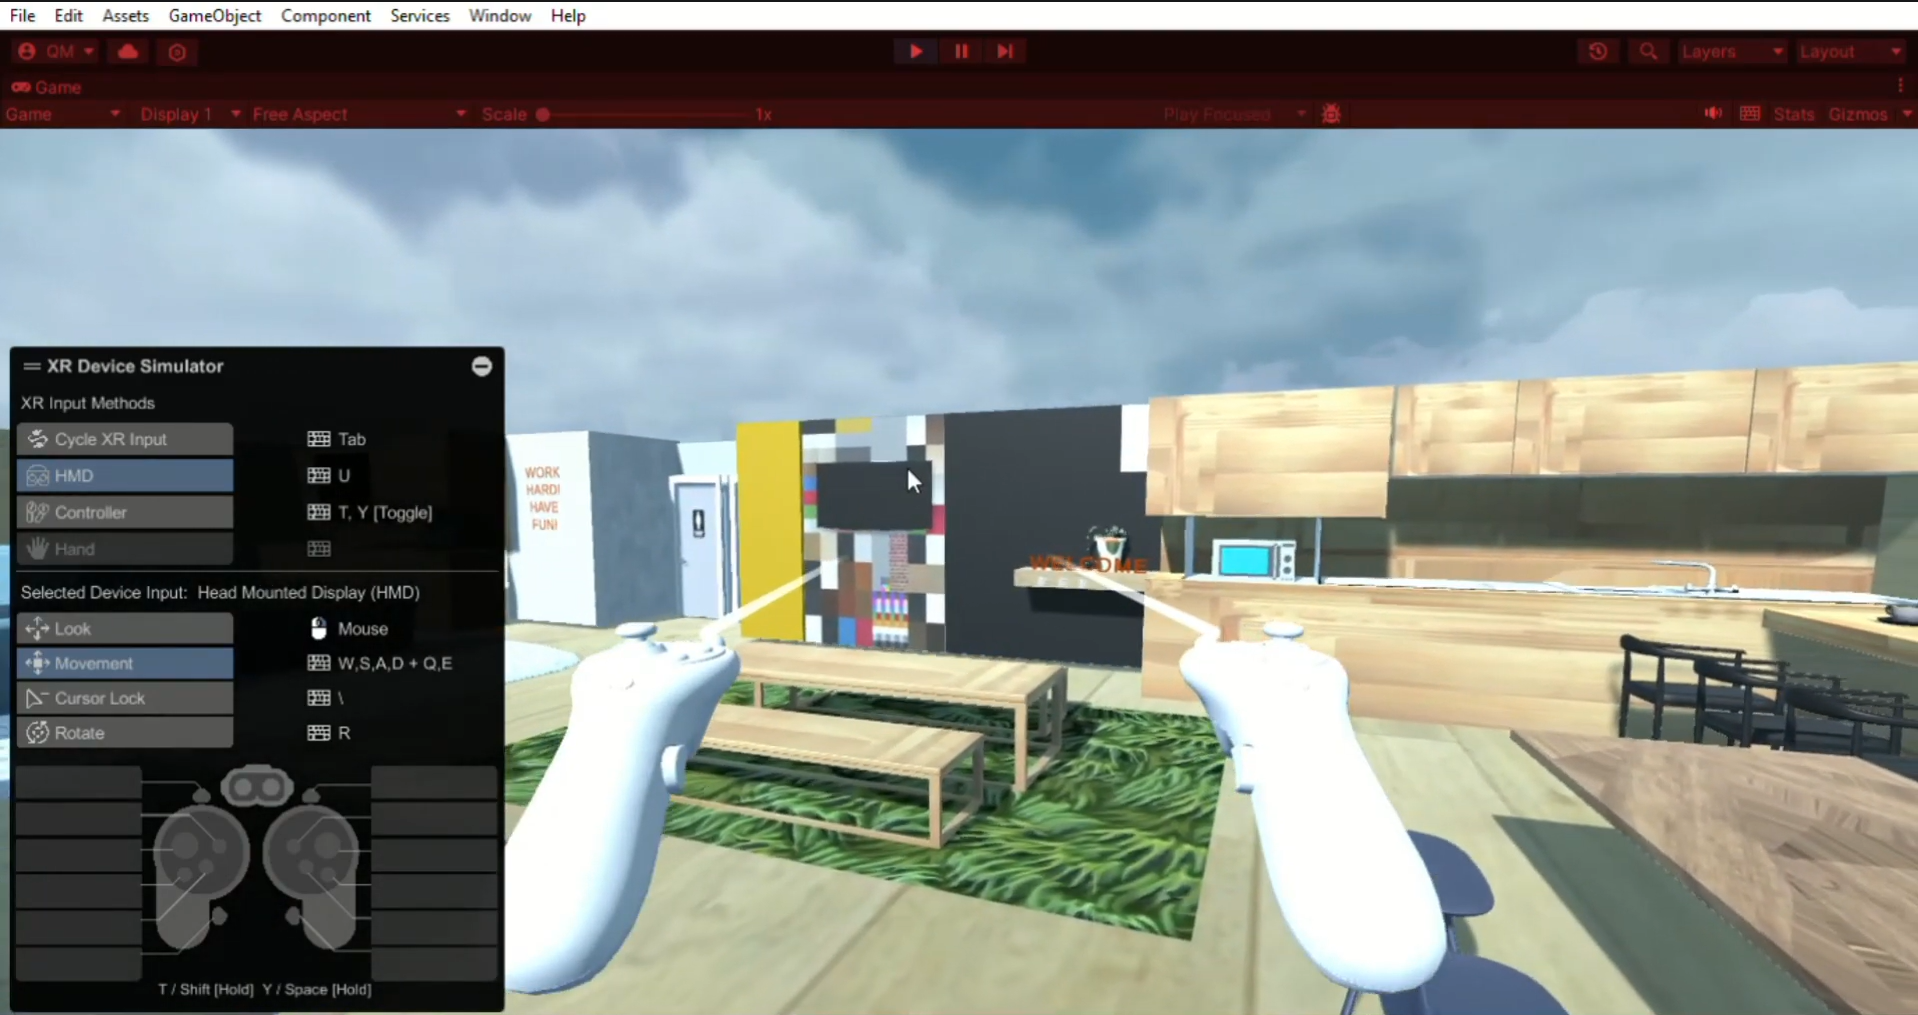 File Edit Assets GameObject Component Services Window Help
QM Layers Layout
Game
Game Display 1 Free Aspect Scale 1x Play Focused Stats Gizmos
XR Device Simulator
XR Input Methods
Cycle XR Input Tab
HMD U
Controller T, Y [Toggle]
Hand
Selected Device Input: Head Mounted Display (HMD)
Look Mouse
Movement W,S,A,D + Q,E
Cursor Lock \
Rotate R
T / Shift [Hold] Y / Space [Hold]
WORK
HARD!
HAVE
FUN!
WELCOME